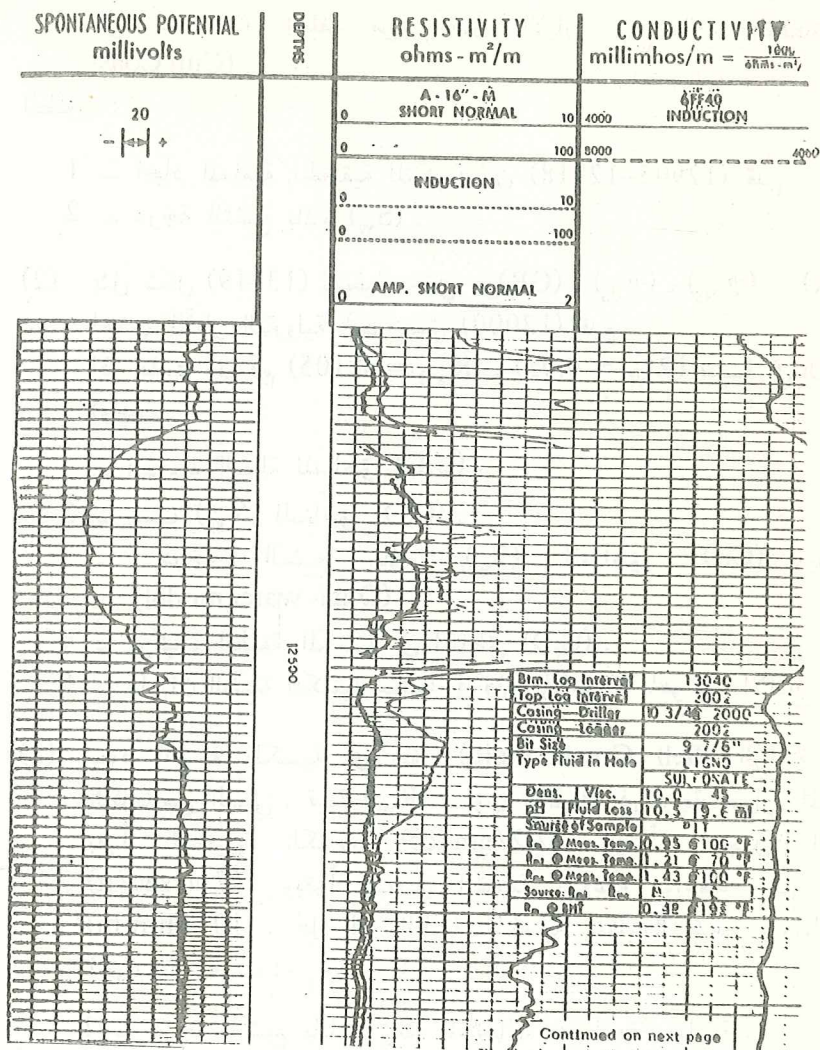 SPONTANEOUS POTENTIAL
millivolts
20
- +
DEPTHS
RESISTIVITY
ohms - m²/m
A - 16" - M
SHORT NORMAL
0 10
0 100
INDUCTION
0 10
0 100
AMP. SHORT NORMAL
0 2
CONDUCTIVITY
millimhos/m = 1000 / ohms - m²/
6FF40
INDUCTION
4000
8000 4000
12500
Btm. Log Interval 13040
Top Log Interval 2002
Casing—Driller 10 3/4@ 2000
Casing—Logger 2002
Bit Size 9 7/8"
Type Fluid in Hole LIGNO
SULFONATE
Dens. | Visc. 10.0 45
pH | Fluid Loss 10.5 9.6 ml
Source of Sample PIT
Rm @ Meas. Temp. 0.95 @100 °F
Rmf @ Meas. Temp. 1.21 @ 70 °F
Rmc @ Meas. Temp. 1.43 @100 °F
Source: Rmf Rmc M
Rm @ BHT
Continued on next page